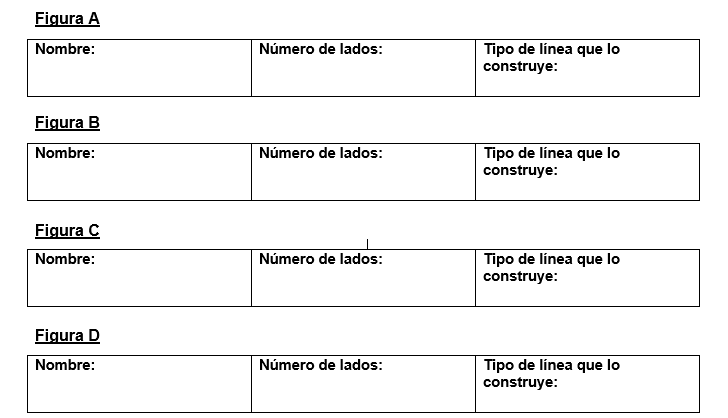 Figura A
Nombre: Número de lados: Tipo de línea que lo
construye:
Figura B
Nombre: Número de lados: Tipo de línea que lo
construye:
Figura C
Nombre: Número de lados: Tipo de línea que lo
construye:
Figura D
Nombre: Número de lados: Tipo de línea que lo
construye: